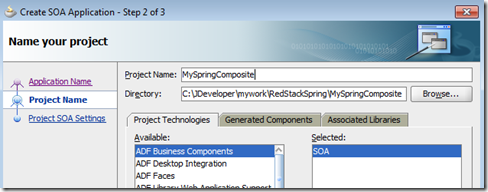 Create SOA Application - Step 2 of 3
Name your project
Application Name
Project Name
Project SOA Settings
Project Name: MySpringComposite
Directory: C:\JDeveloper\mywork\RedStackSpring\MySpringComposite Browse...
Project Technologies Generated Components Associated Libraries
Available: Selected:
ADF Business Components SOA
ADF Desktop Integration
ADF Faces
ADF Library Web Application Support